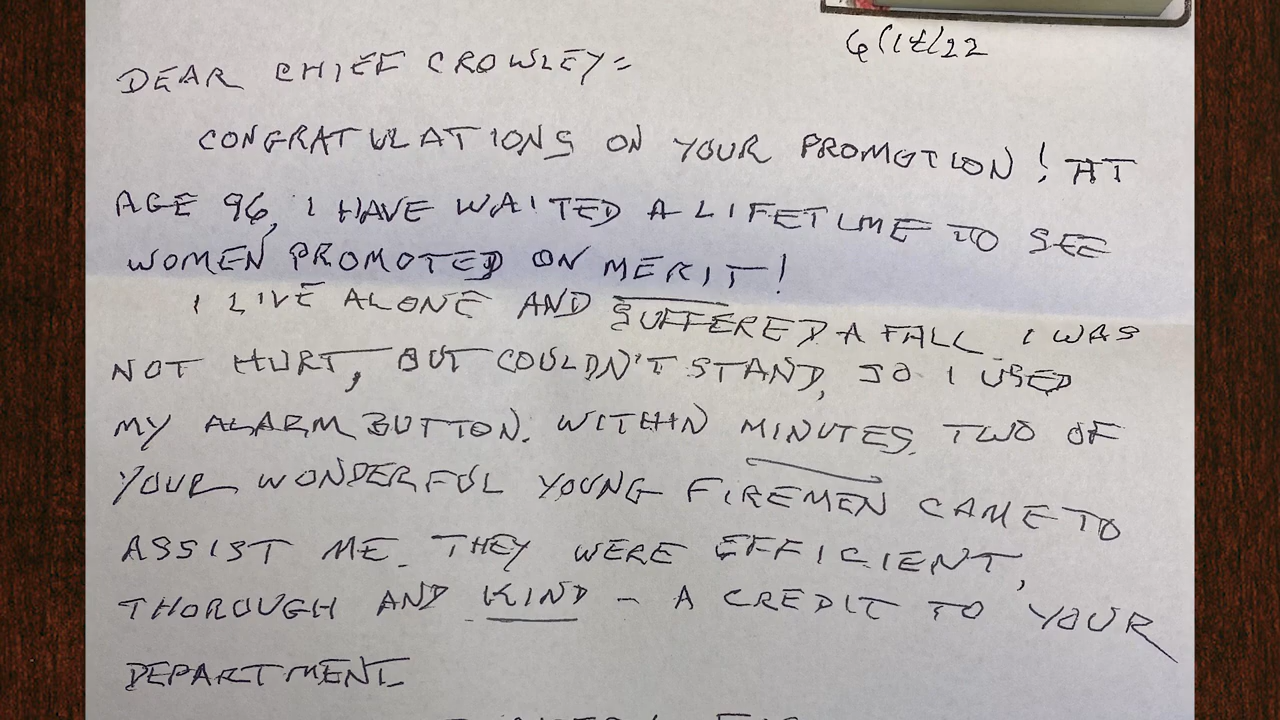 6/12/22
DEAR CHIEF CROWLEY=
CONGRATULATIONS ON YOUR PROMOTION! AT
AGE 96, I HAVE WAITED A LIFETIME TO SEE
WOMEN PROMOTED ON MERIT!
I LIVE ALONE AND SUFFERED A FALL. I WAS
NOT HURT, BUT COULDN'T STAND, SO I USED
MY ALARM BUTTON. WITHIN MINUTES, TWO OF
YOUR WONDERFUL YOUNG FIREMEN CAME TO
ASSIST ME. THEY WERE EFFICIENT,
THOROUGH AND KIND - A CREDIT TO YOUR
DEPARTMENT.